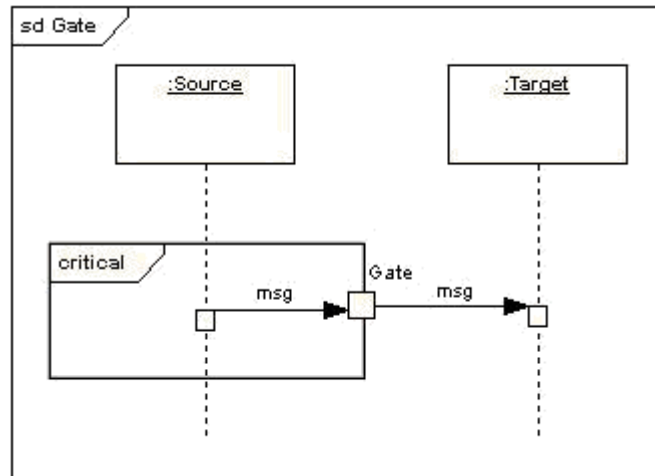 sd Gate
:Source
:Target
critical
Gate
msg
msg